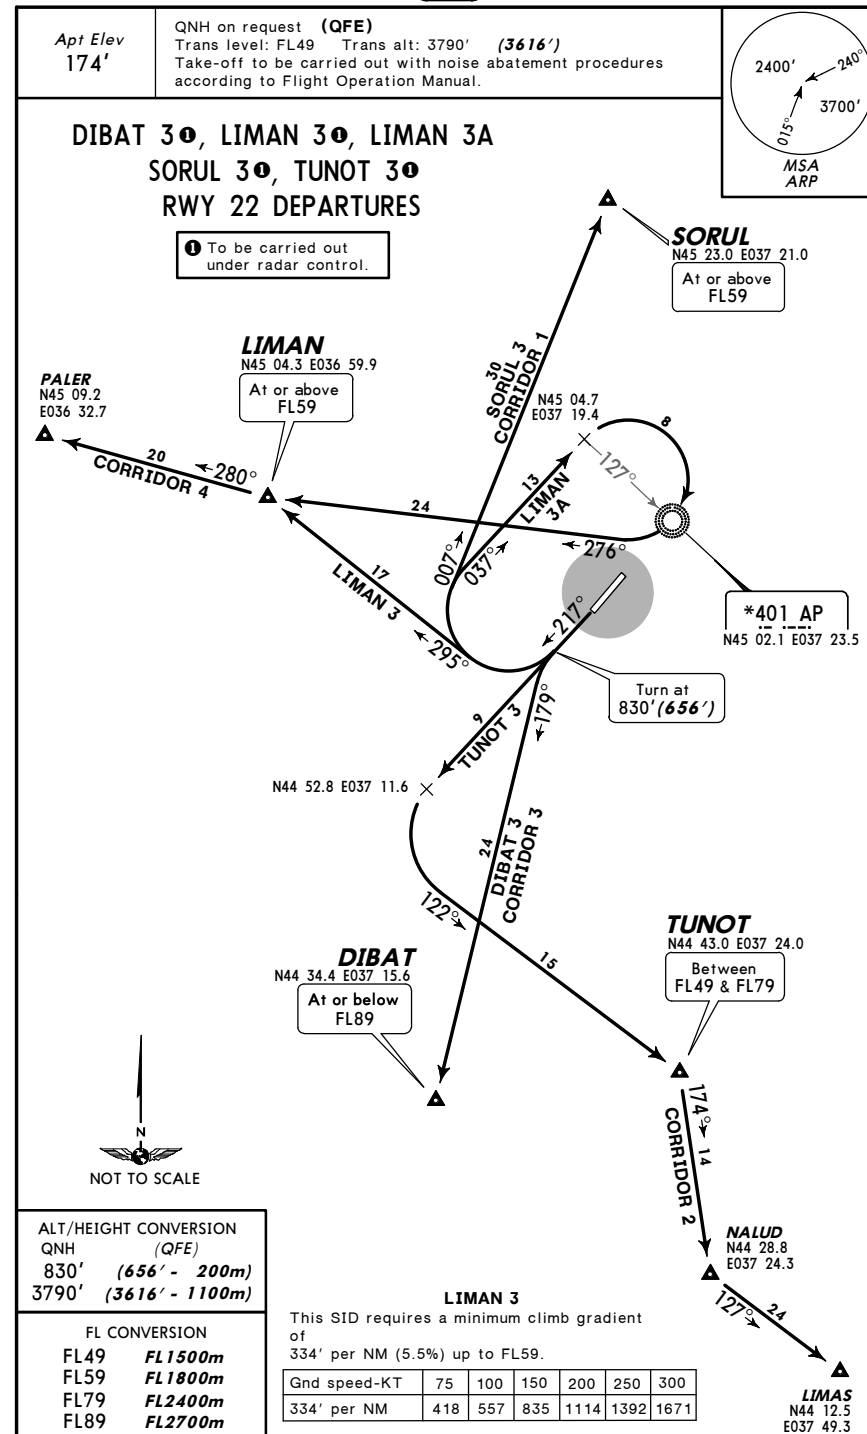 Apt Elev
174'
QNH on request (QFE)
Trans level: FL49 Trans alt: 3790' (3616')
Take-off to be carried out with noise abatement procedures
according to Flight Operation Manual.
2400'
240°
3700'
015°
MSA
ARP
DIBAT 3❶, LIMAN 3❶, LIMAN 3A
SORUL 3❶, TUNOT 3❶
RWY 22 DEPARTURES
❶ To be carried out
under radar control.
SORUL
N45 23.0 E037 21.0
At or above
FL59
LIMAN
N45 04.3 E036 59.9
At or above
FL59
PALER
N45 09.2
E036 32.7
20
CORRIDOR 4
280°
30
SORUL 3
CORRIDOR 1
N45 04.7
E037 19.4
8
127°
13
LIMAN
3A
24
276°
007°
037°
17
LIMAN 3
295°
217°
*401 AP
N45 02.1 E037 23.5
Turn at
830' (656')
179°
9
TUNOT 3
N44 52.8 E037 11.6
24
DIBAT 3
CORRIDOR 3
122°
15
TUNOT
N44 43.0 E037 24.0
Between
FL49 & FL79
DIBAT
N44 34.4 E037 15.6
At or below
FL89
174°
14
CORRIDOR 2
N
NOT TO SCALE
NALUD
N44 28.8
E037 24.3
127°
24
LIMAS
N44 12.5
E037 49.3
ALT/HEIGHT CONVERSION
QNH (QFE)
830' (656' - 200m)
3790' (3616' - 1100m)
FL CONVERSION
FL49 FL1500m
FL59 FL1800m
FL79 FL2400m
FL89 FL2700m
LIMAN 3
This SID requires a minimum climb gradient
of
334' per NM (5.5%) up to FL59.
Gnd speed-KT 75 100 150 200 250 300
334' per NM 418 557 835 1114 1392 1671